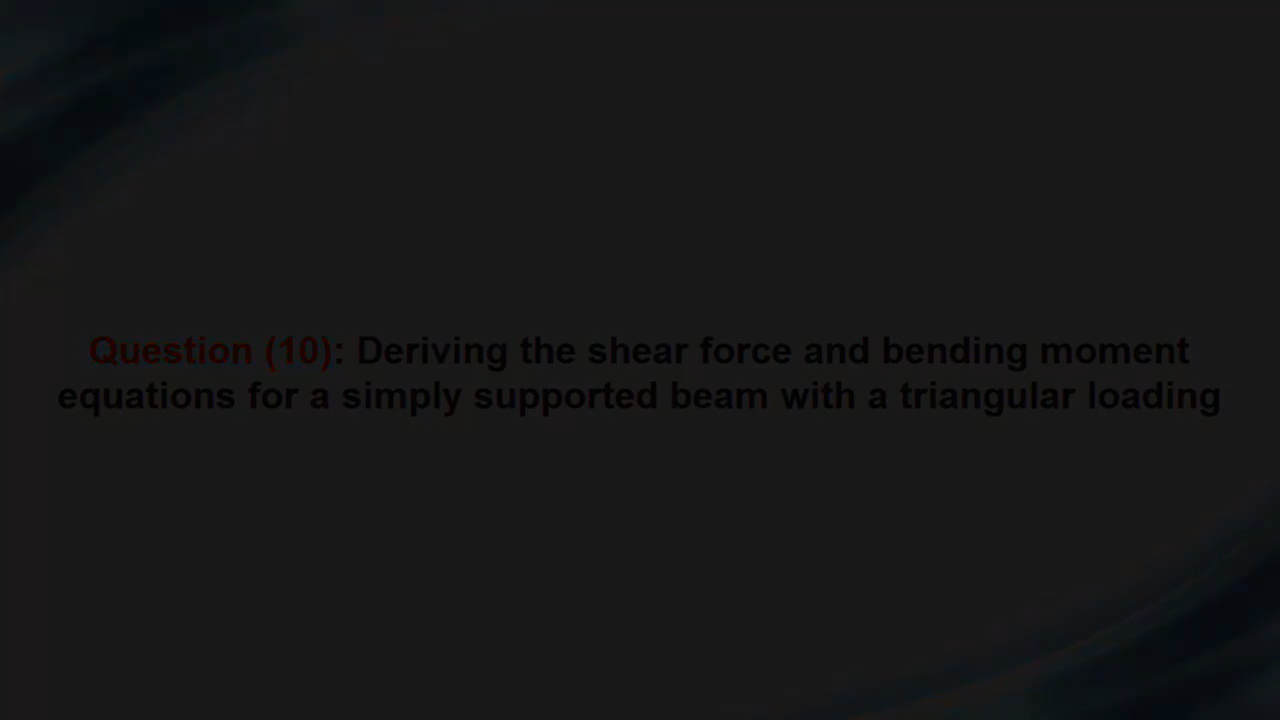 Question (10): Deriving the shear force and bending moment
equations for a simply supported beam with a triangular loading